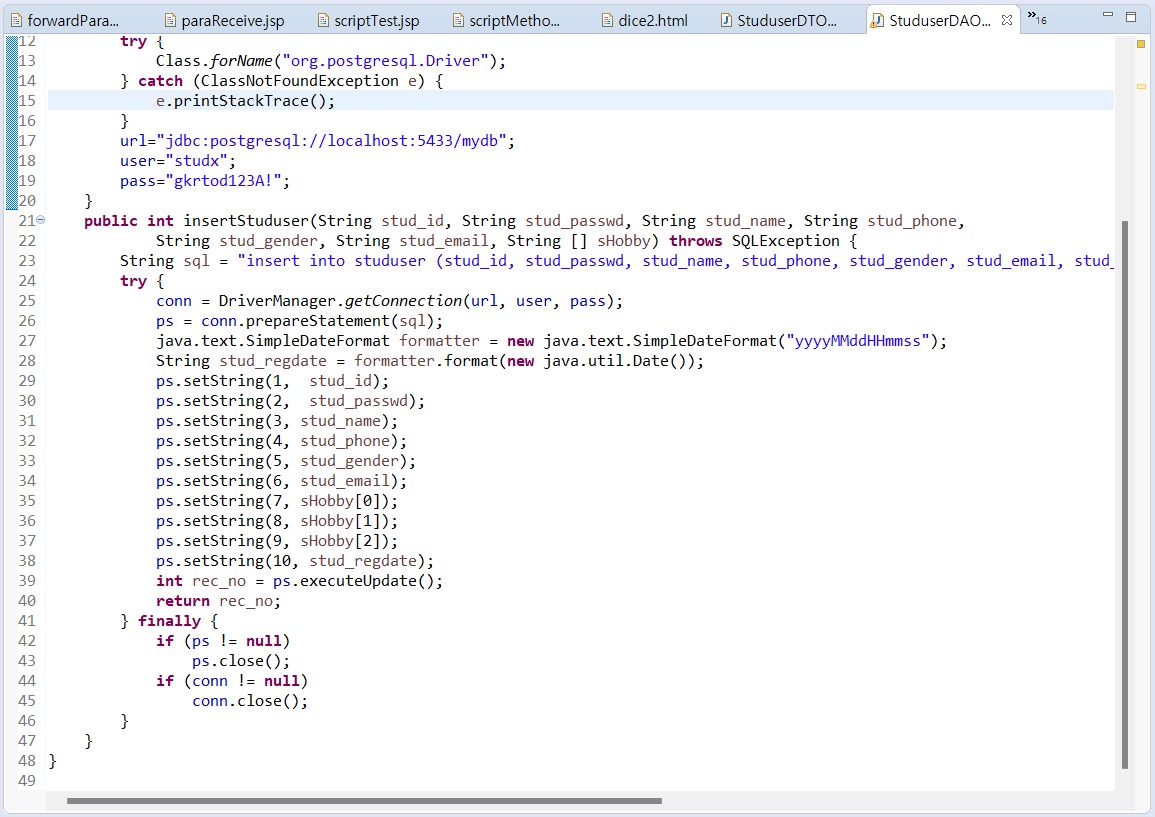 forwardPara... paraReceive.jsp scriptTest.jsp scriptMetho... dice2.html StuduserDTO... StuduserDAO... »16
12 try {
13 Class.forName("org.postgresql.Driver");
14 } catch (ClassNotFoundException e) {
15 e.printStackTrace();
16 }
17 url="jdbc:postgresql://localhost:5433/mydb";
18 user="studx";
19 pass="gkrtod123A!";
20 }
21 public int insertStuduser(String stud_id, String stud_passwd, String stud_name, String stud_phone,
22 String stud_gender, String stud_email, String [] sHobby) throws SQLException {
23 String sql = "insert into studuser (stud_id, stud_passwd, stud_name, stud_phone, stud_gender, stud_email, stud_
24 try {
25 conn = DriverManager.getConnection(url, user, pass);
26 ps = conn.prepareStatement(sql);
27 java.text.SimpleDateFormat formatter = new java.text.SimpleDateFormat("yyyyMMddHHmmss");
28 String stud_regdate = formatter.format(new java.util.Date());
29 ps.setString(1,  stud_id);
30 ps.setString(2,  stud_passwd);
31 ps.setString(3, stud_name);
32 ps.setString(4, stud_phone);
33 ps.setString(5, stud_gender);
34 ps.setString(6, stud_email);
35 ps.setString(7, sHobby[0]);
36 ps.setString(8, sHobby[1]);
37 ps.setString(9, sHobby[2]);
38 ps.setString(10, stud_regdate);
39 int rec_no = ps.executeUpdate();
40 return rec_no;
41 } finally {
42 if (ps != null)
43 ps.close();
44 if (conn != null)
45 conn.close();
46 }
47 }
48 }
49